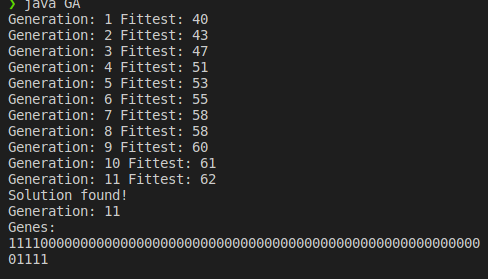 ❯ java GA
Generation: 1 Fittest: 40
Generation: 2 Fittest: 43
Generation: 3 Fittest: 47
Generation: 4 Fittest: 51
Generation: 5 Fittest: 53
Generation: 6 Fittest: 55
Generation: 7 Fittest: 58
Generation: 8 Fittest: 58
Generation: 9 Fittest: 60
Generation: 10 Fittest: 61
Generation: 11 Fittest: 62
Solution found!
Generation: 11
Genes:
11110000000000000000000000000000000000000000000000000000000
01111